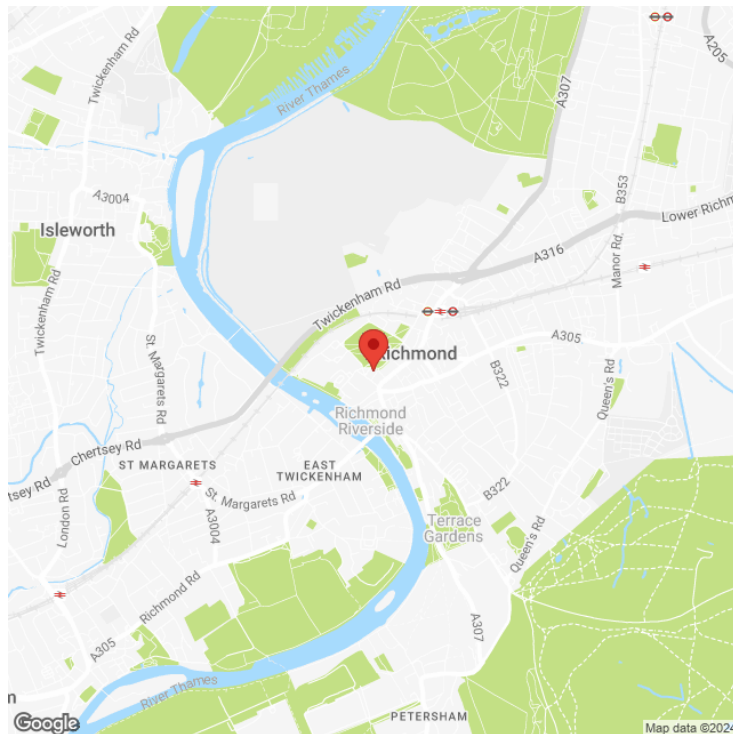 A205
River Thames
A307
Twickenham Rd
A3004
B353
Lower Richm
Isleworth
A316
Manor Rd.
Twickenham Rd
Twickenham Rd
St. Margarets Rd
Richmond
A305
B322
Queen's Rd
Richmond
Riverside
Chertsey Rd
ST MARGARETS
EAST
TWICKENHAM
tsey Rd
St. Margarets Rd
B322
London Rd
A3004
Terrace
Gardens
Queen's Rd
Richmond Rd
A307
A305
River Thames
m
PETERSHAM
Google
Map data ©2024